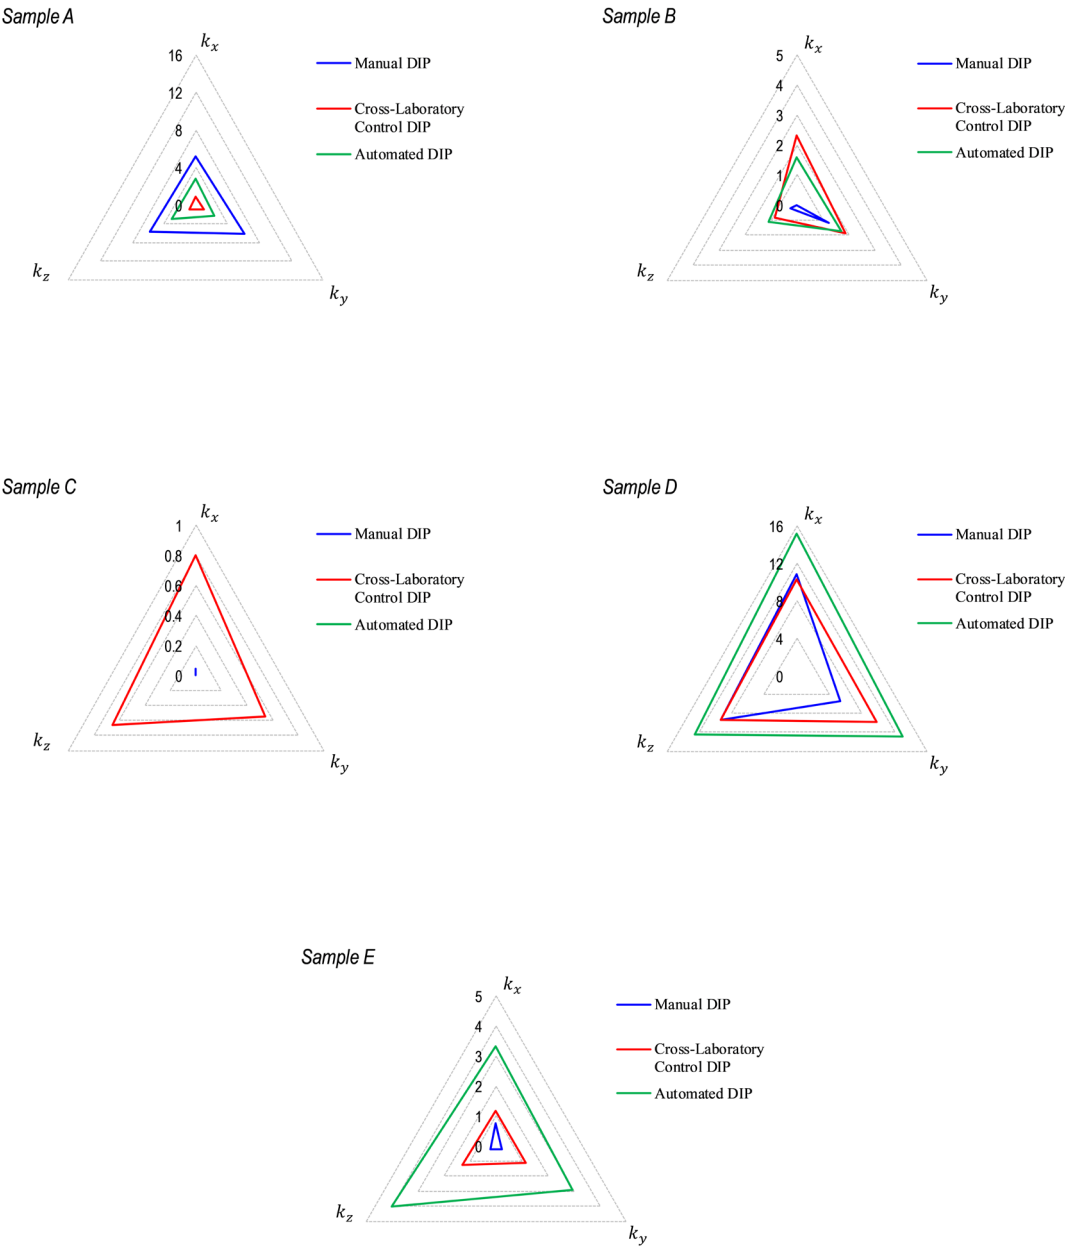 Sample A
k_x
16
12
8
4
0
k_z
k_y
Manual DIP
Cross-Laboratory
Control DIP
Automated DIP
Sample B
k_x
5
4
3
2
1
0
k_z
k_y
Manual DIP
Cross-Laboratory
Control DIP
Automated DIP
Sample C
k_x
1
0.8
0.6
0.4
0.2
0
k_z
k_y
Manual DIP
Cross-Laboratory
Control DIP
Automated DIP
Sample D
k_x
16
12
8
4
0
k_z
k_y
Manual DIP
Cross-Laboratory
Control DIP
Automated DIP
Sample E
k_x
5
4
3
2
1
0
k_z
k_y
Manual DIP
Cross-Laboratory
Control DIP
Automated DIP